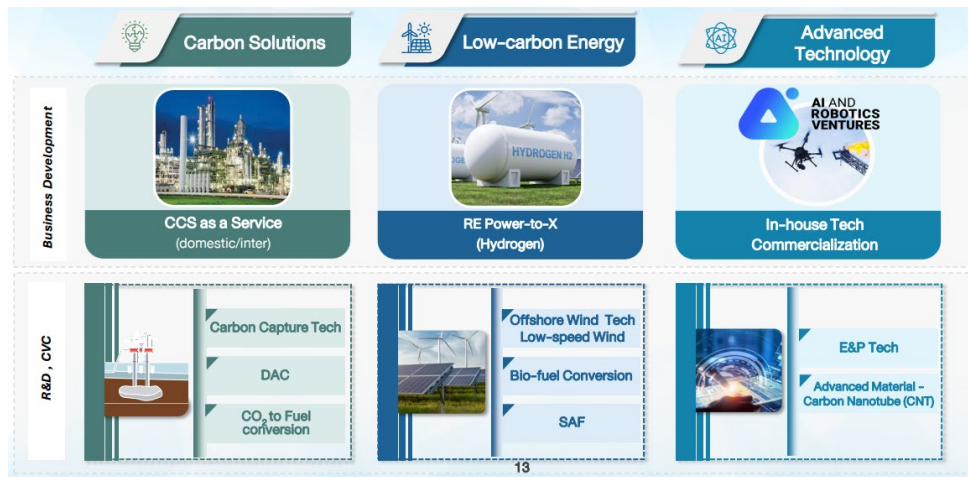 Carbon Solutions
Low-carbon Energy
Advanced
Technology
AI
Business Development
HYDROGEN H2
AI AND
ROBOTICS
VENTURES
CCS as a Service
(domestic/inter)
RE Power-to-X
(Hydrogen)
In-house Tech
Commercialization
R&D , CVC
Carbon Capture Tech
DAC
CO2 to Fuel
conversion
Offshore Wind Tech
Low-speed Wind
Bio-fuel Conversion
SAF
E&P Tech
Advanced Material -
Carbon Nanotube (CNT)
13